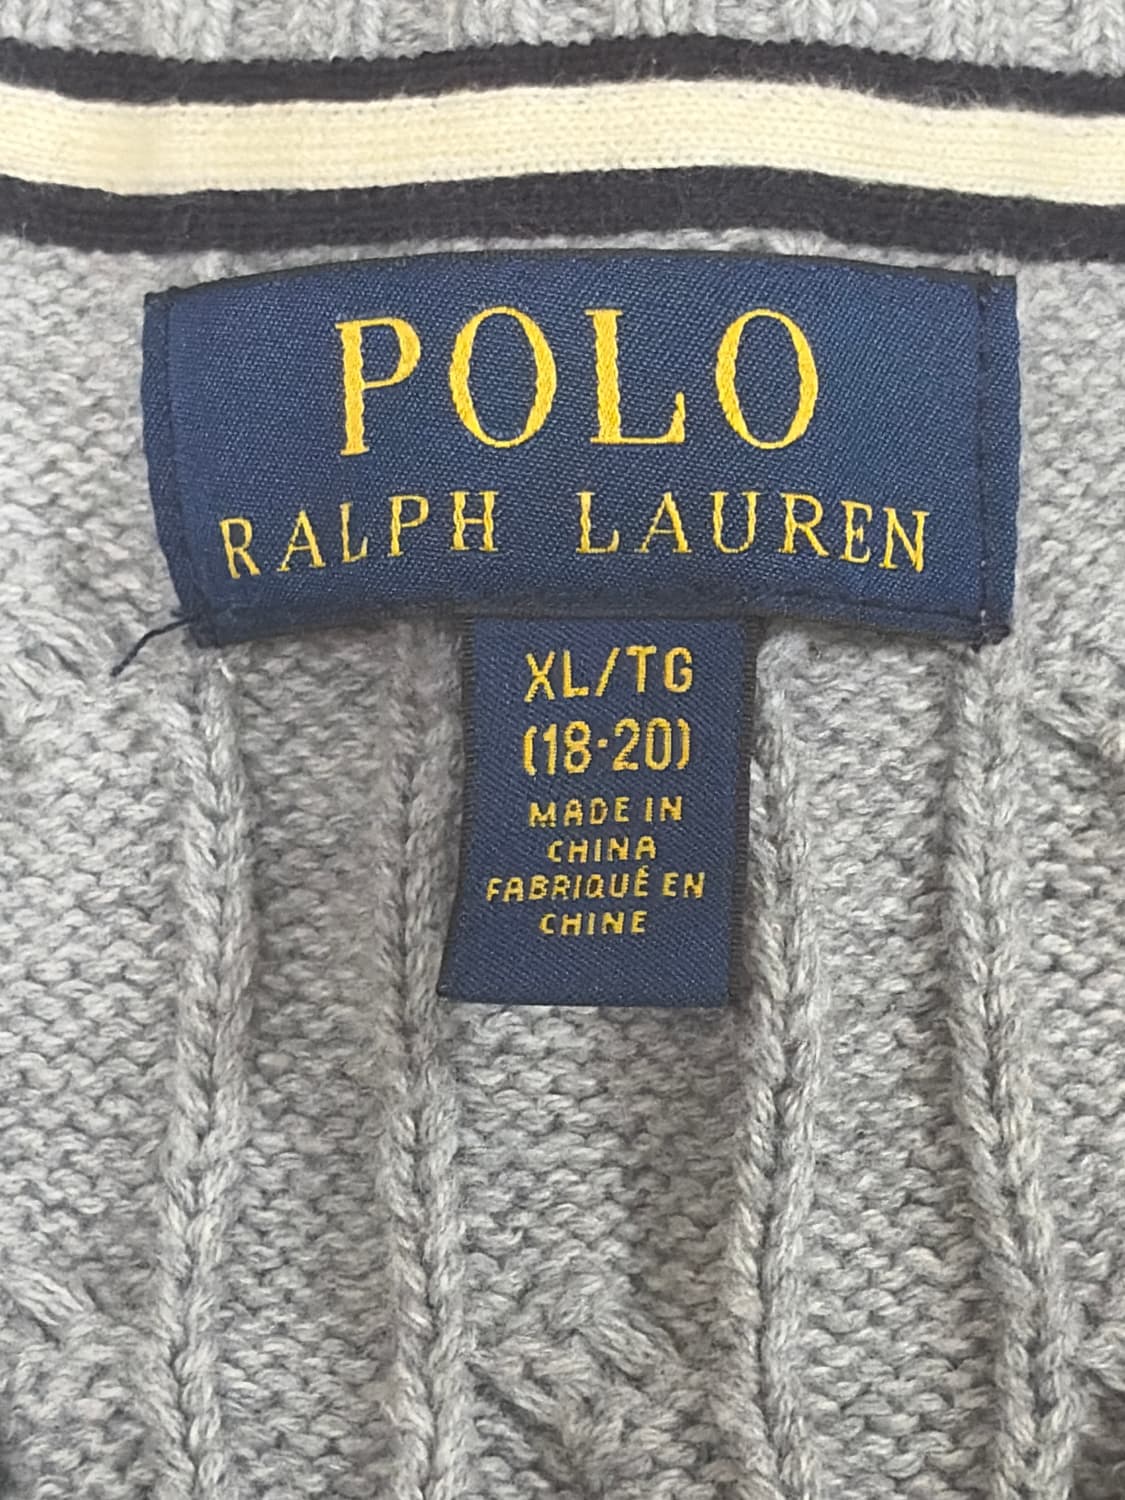 POLO
RALPH LAUREN
XL/TG
(18-20)
MADE IN
CHINA
FABRIQUÉ EN
CHINE